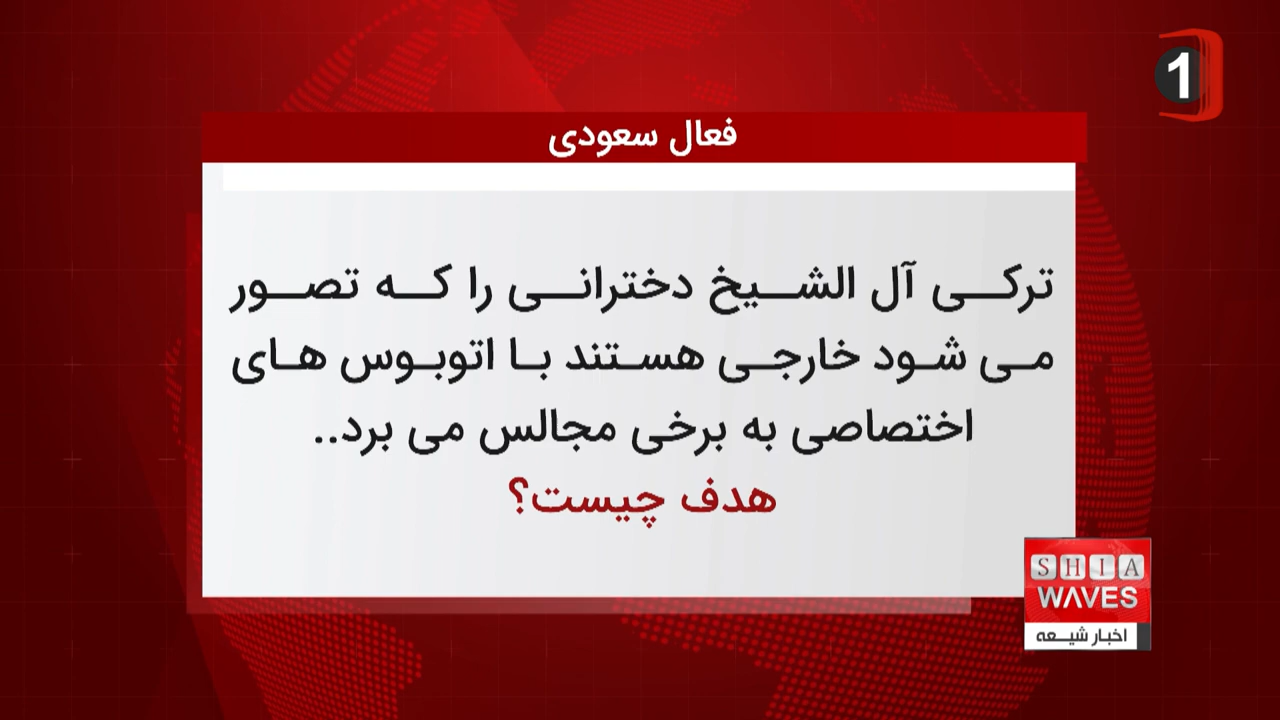 1
فعال سعودی
ترکـی آل الشـیخ دخترانـی را کـه تصـور
مـی شـود خارجـی هسـتند بـا اتوبـوس هـای
اختصاصی به برخی مجالس می برد..
هدف چیست؟
SHIA
WAVES
اخبار شیـعه